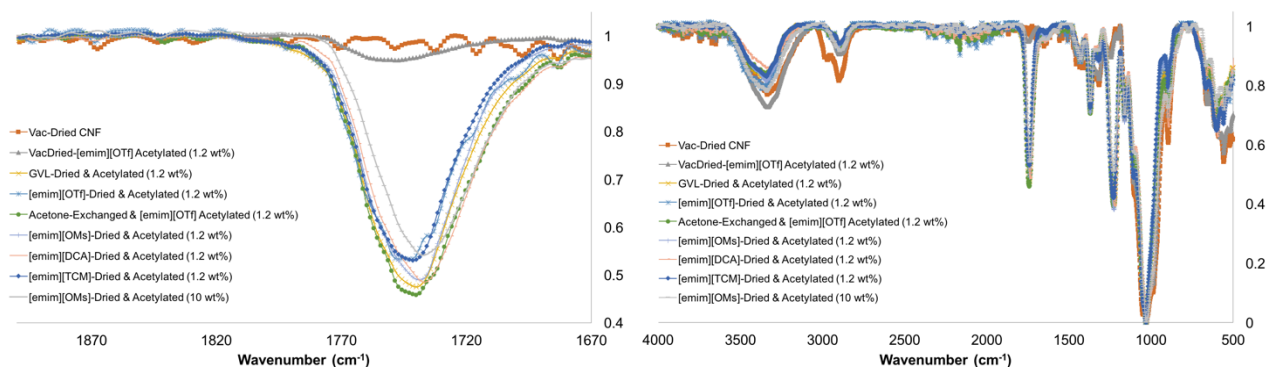 Vac-Dried CNF
VacDried-[emim][OTf] Acetylated (1.2 wt%)
GVL-Dried & Acetylated (1.2 wt%)
[emim][OTf]-Dried & Acetylated (1.2 wt%)
Acetone-Exchanged & [emim][OTf] Acetylated (1.2 wt%)
[emim][OMs]-Dried & Acetylated (1.2 wt%)
[emim][DCA]-Dried & Acetylated (1.2 wt%)
[emim][TCM]-Dried & Acetylated (1.2 wt%)
[emim][OMs]-Dried & Acetylated (10 wt%)
1
0.9
0.8
0.7
0.6
0.5
0.4
1870 1820 1770 1720 1670
Wavenumber (cm⁻¹)
Vac-Dried CNF
VacDried-[emim][OTf] Acetylated (1.2 wt%)
GVL-Dried & Acetylated (1.2 wt%)
[emim][OTf]-Dried & Acetylated (1.2 wt%)
Acetone-Exchanged & [emim][OTf] Acetylated (1.2 wt%)
[emim][OMs]-Dried & Acetylated (1.2 wt%)
[emim][DCA]-Dried & Acetylated (1.2 wt%)
[emim][TCM]-Dried & Acetylated (1.2 wt%)
[emim][OMs]-Dried & Acetylated (10 wt%)
1
0.8
0.6
0.4
0.2
0
4000 3500 3000 2500 2000 1500 1000 500
Wavenumber (cm⁻¹)